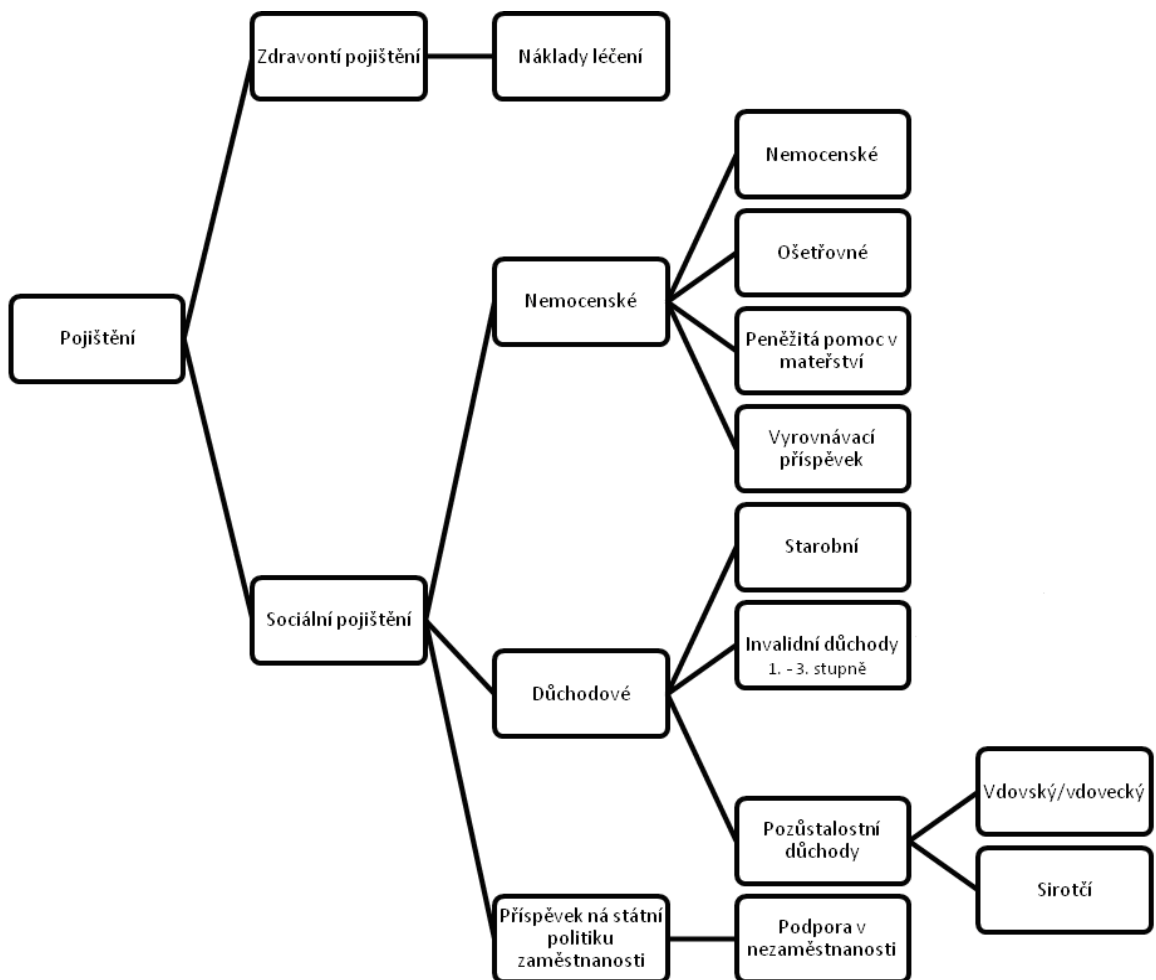 Zdravontí pojištění
Náklady léčení
Nemocenské
Ošetřovné
Nemocenské
Pojištění
Peněžitá pomoc v
mateřství
Vyrovnávací
příspěvek
Starobní
Sociální pojištění
Invalidní důchody
1. - 3. stupně
Důchodové
Vdovský/vdovecký
Pozůstalostní
důchody
Sirotčí
Příspěvek ná státní
politiku
zaměstnanosti
Podpora v
nezaměstnanosti